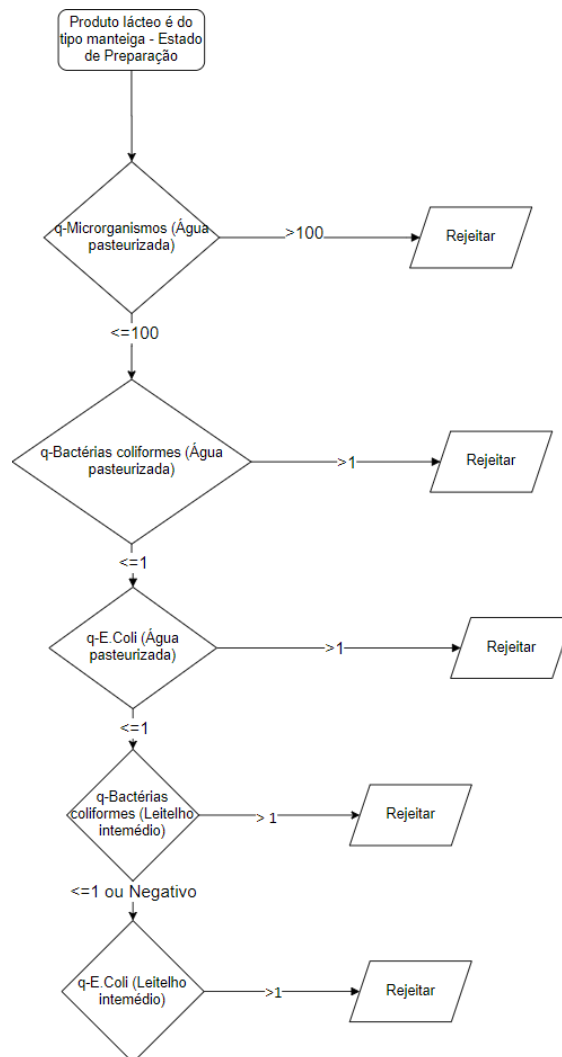 Produto lácteo é do
tipo manteiga - Estado
de Preparação
q-Microrganismos (Água
pasteurizada)
>100
Rejeitar
<=100
q-Bactérias coliformes (Água
pasteurizada)
>1
Rejeitar
<=1
q-E.Coli (Água
pasteurizada)
>1
Rejeitar
<=1
q-Bactérias
coliformes (Leitelho
intemédio)
> 1
Rejeitar
<=1 ou Negativo
q-E.Coli (Leitelho
intemédio)
>1
Rejeitar